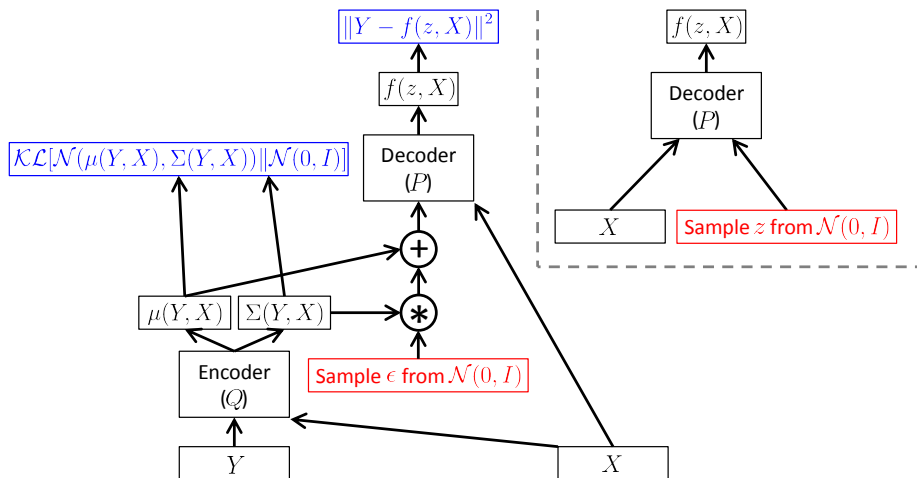 ‖Y − f(z, X)‖²
f(z, X)
Decoder
(P)
𝒦ℒ[𝒩(μ(Y, X), Σ(Y, X))‖𝒩(0, I)]
+
μ(Y, X)
Σ(Y, X)
*
Sample ϵ from 𝒩(0, I)
Encoder
(Q)
Y
X
f(z, X)
Decoder
(P)
X
Sample z from 𝒩(0, I)